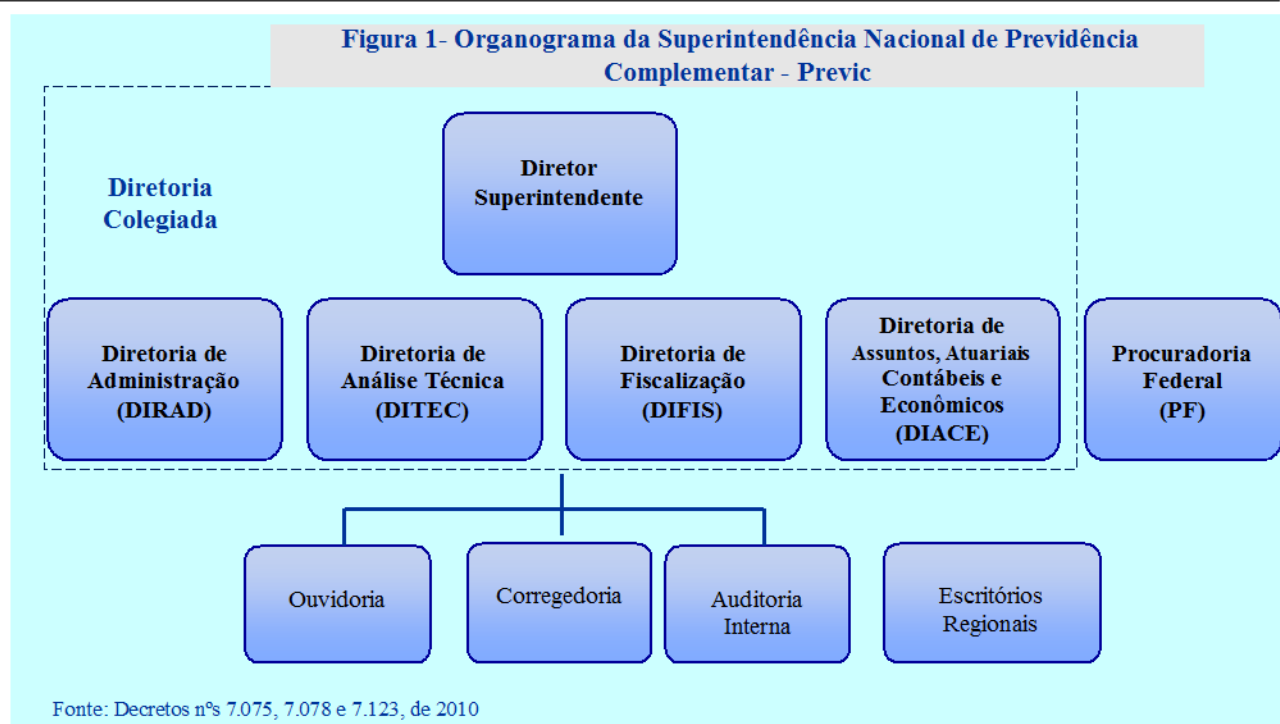 Figura 1- Organograma da Superintendência Nacional de Previdência
Complementar - Previc
Diretor
Superintendente
Diretoria
Colegiada
Diretoria de
Administração
(DIRAD)
Diretoria de
Análise Técnica
(DITEC)
Diretoria de
Fiscalização
(DIFIS)
Diretoria de
Assuntos, Atuariais
Contábeis e
Econômicos
(DIACE)
Procuradoria
Federal
(PF)
Ouvidoria
Corregedoria
Auditoria
Interna
Escritórios
Regionais
Fonte: Decretos nºs 7.075, 7.078 e 7.123, de 2010